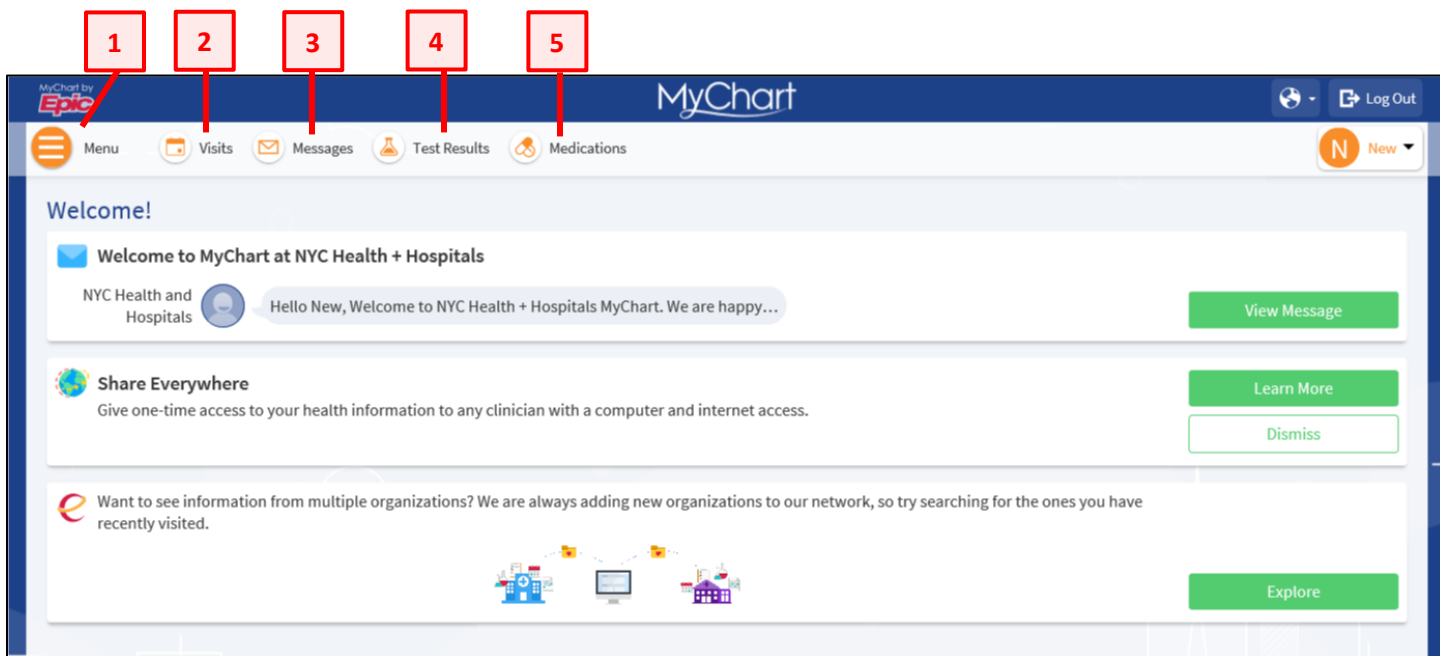 1 2 3 4 5
MyChart by
Epic
MyChart
Log Out
Menu Visits Messages Test Results Medications
N New
Welcome!
Welcome to MyChart at NYC Health + Hospitals
NYC Health and
Hospitals
Hello New, Welcome to NYC Health + Hospitals MyChart. We are happy...
View Message
Share Everywhere
Give one-time access to your health information to any clinician with a computer and internet access.
Learn More
Dismiss
Want to see information from multiple organizations? We are always adding new organizations to our network, so try searching for the ones you have
recently visited.
Explore